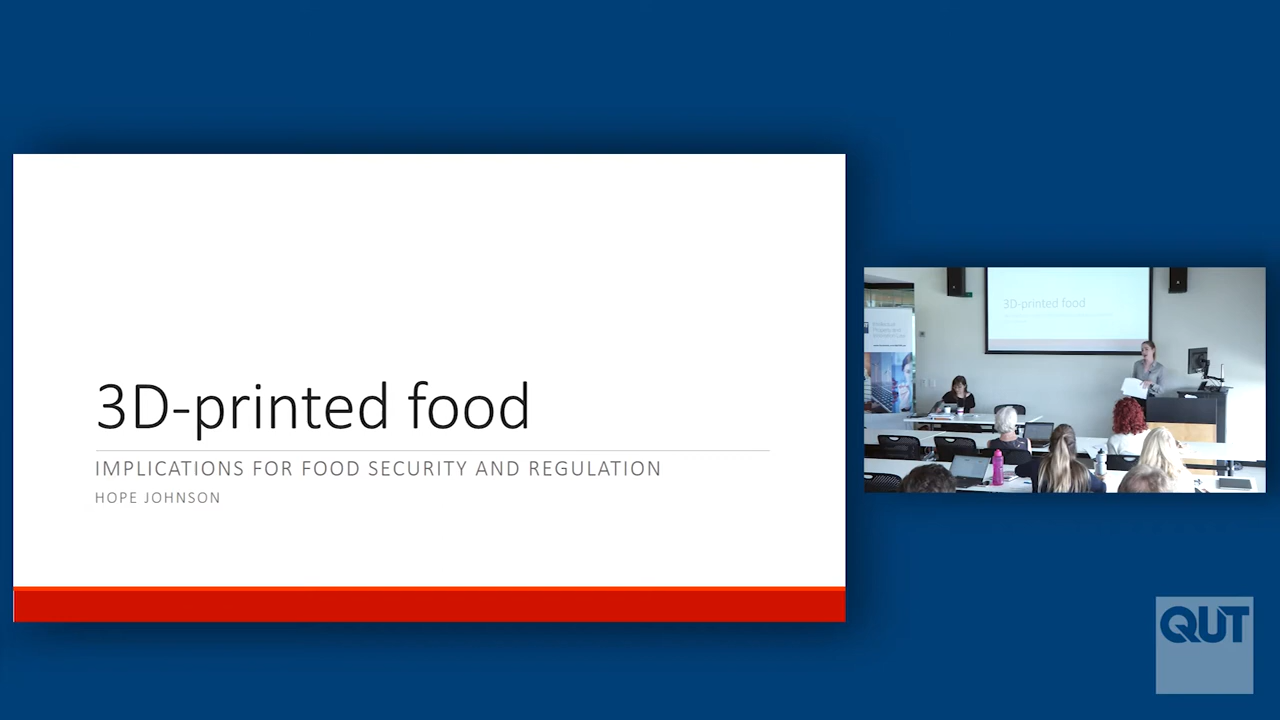 3D-printed food
IMPLICATIONS FOR FOOD SECURITY AND REGULATION
HOPE JOHNSON
3D-printed food
QUT